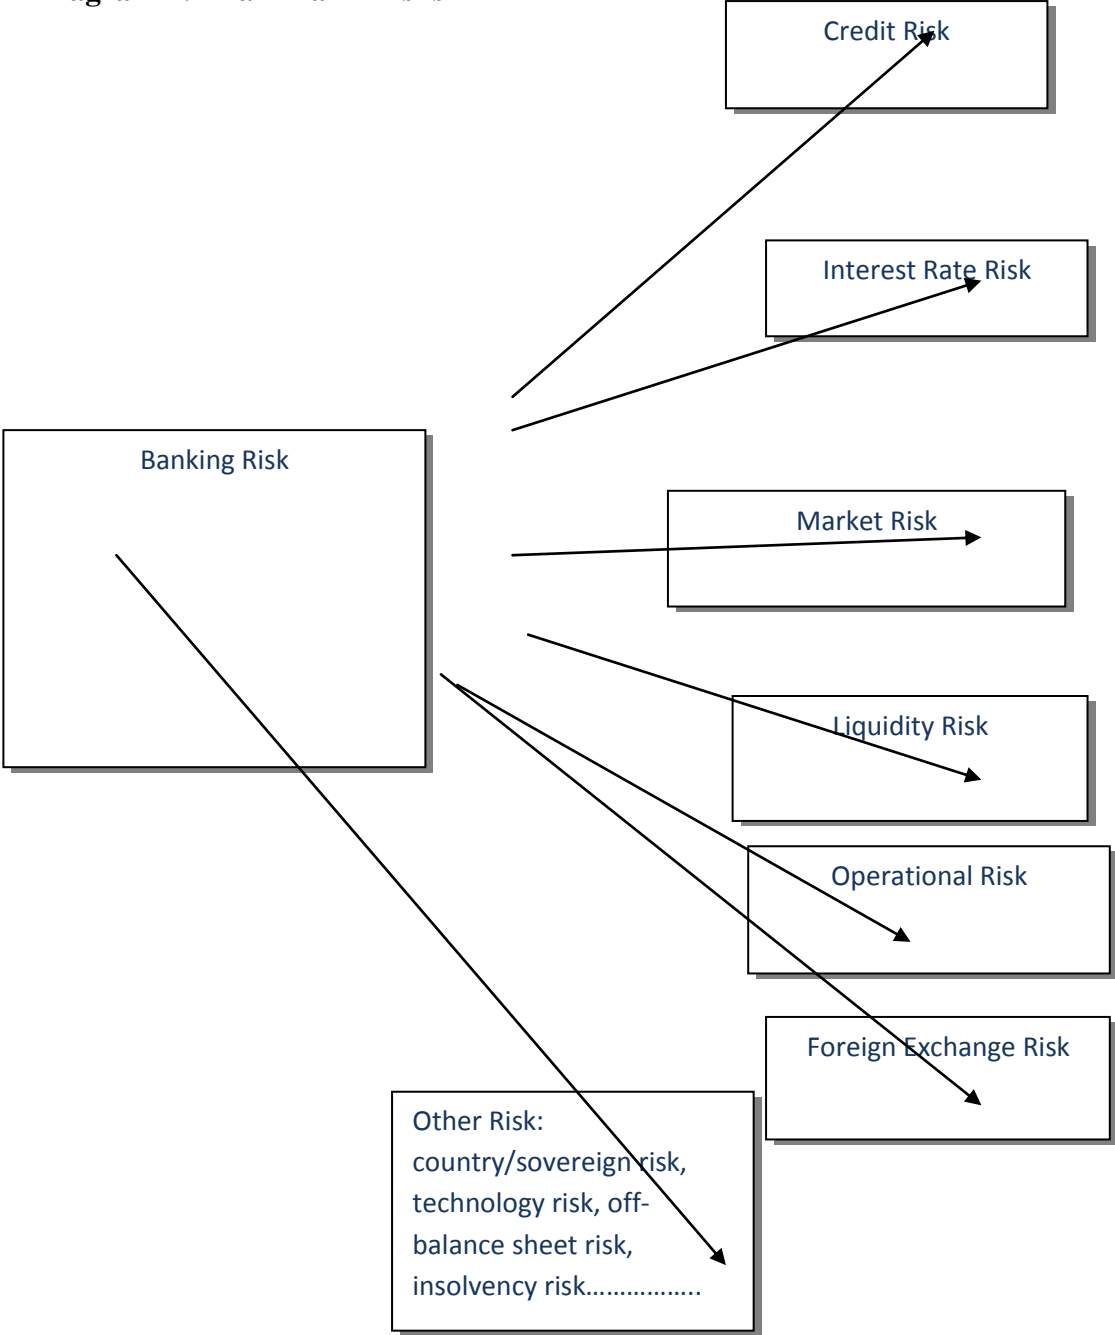 Credit Risk
Interest Rate Risk
Banking Risk
Market Risk
Liquidity Risk
Operational Risk
Foreign Exchange Risk
Other Risk:
country/sovereign risk,
technology risk, off-
balance sheet risk,
insolvency risk……………..